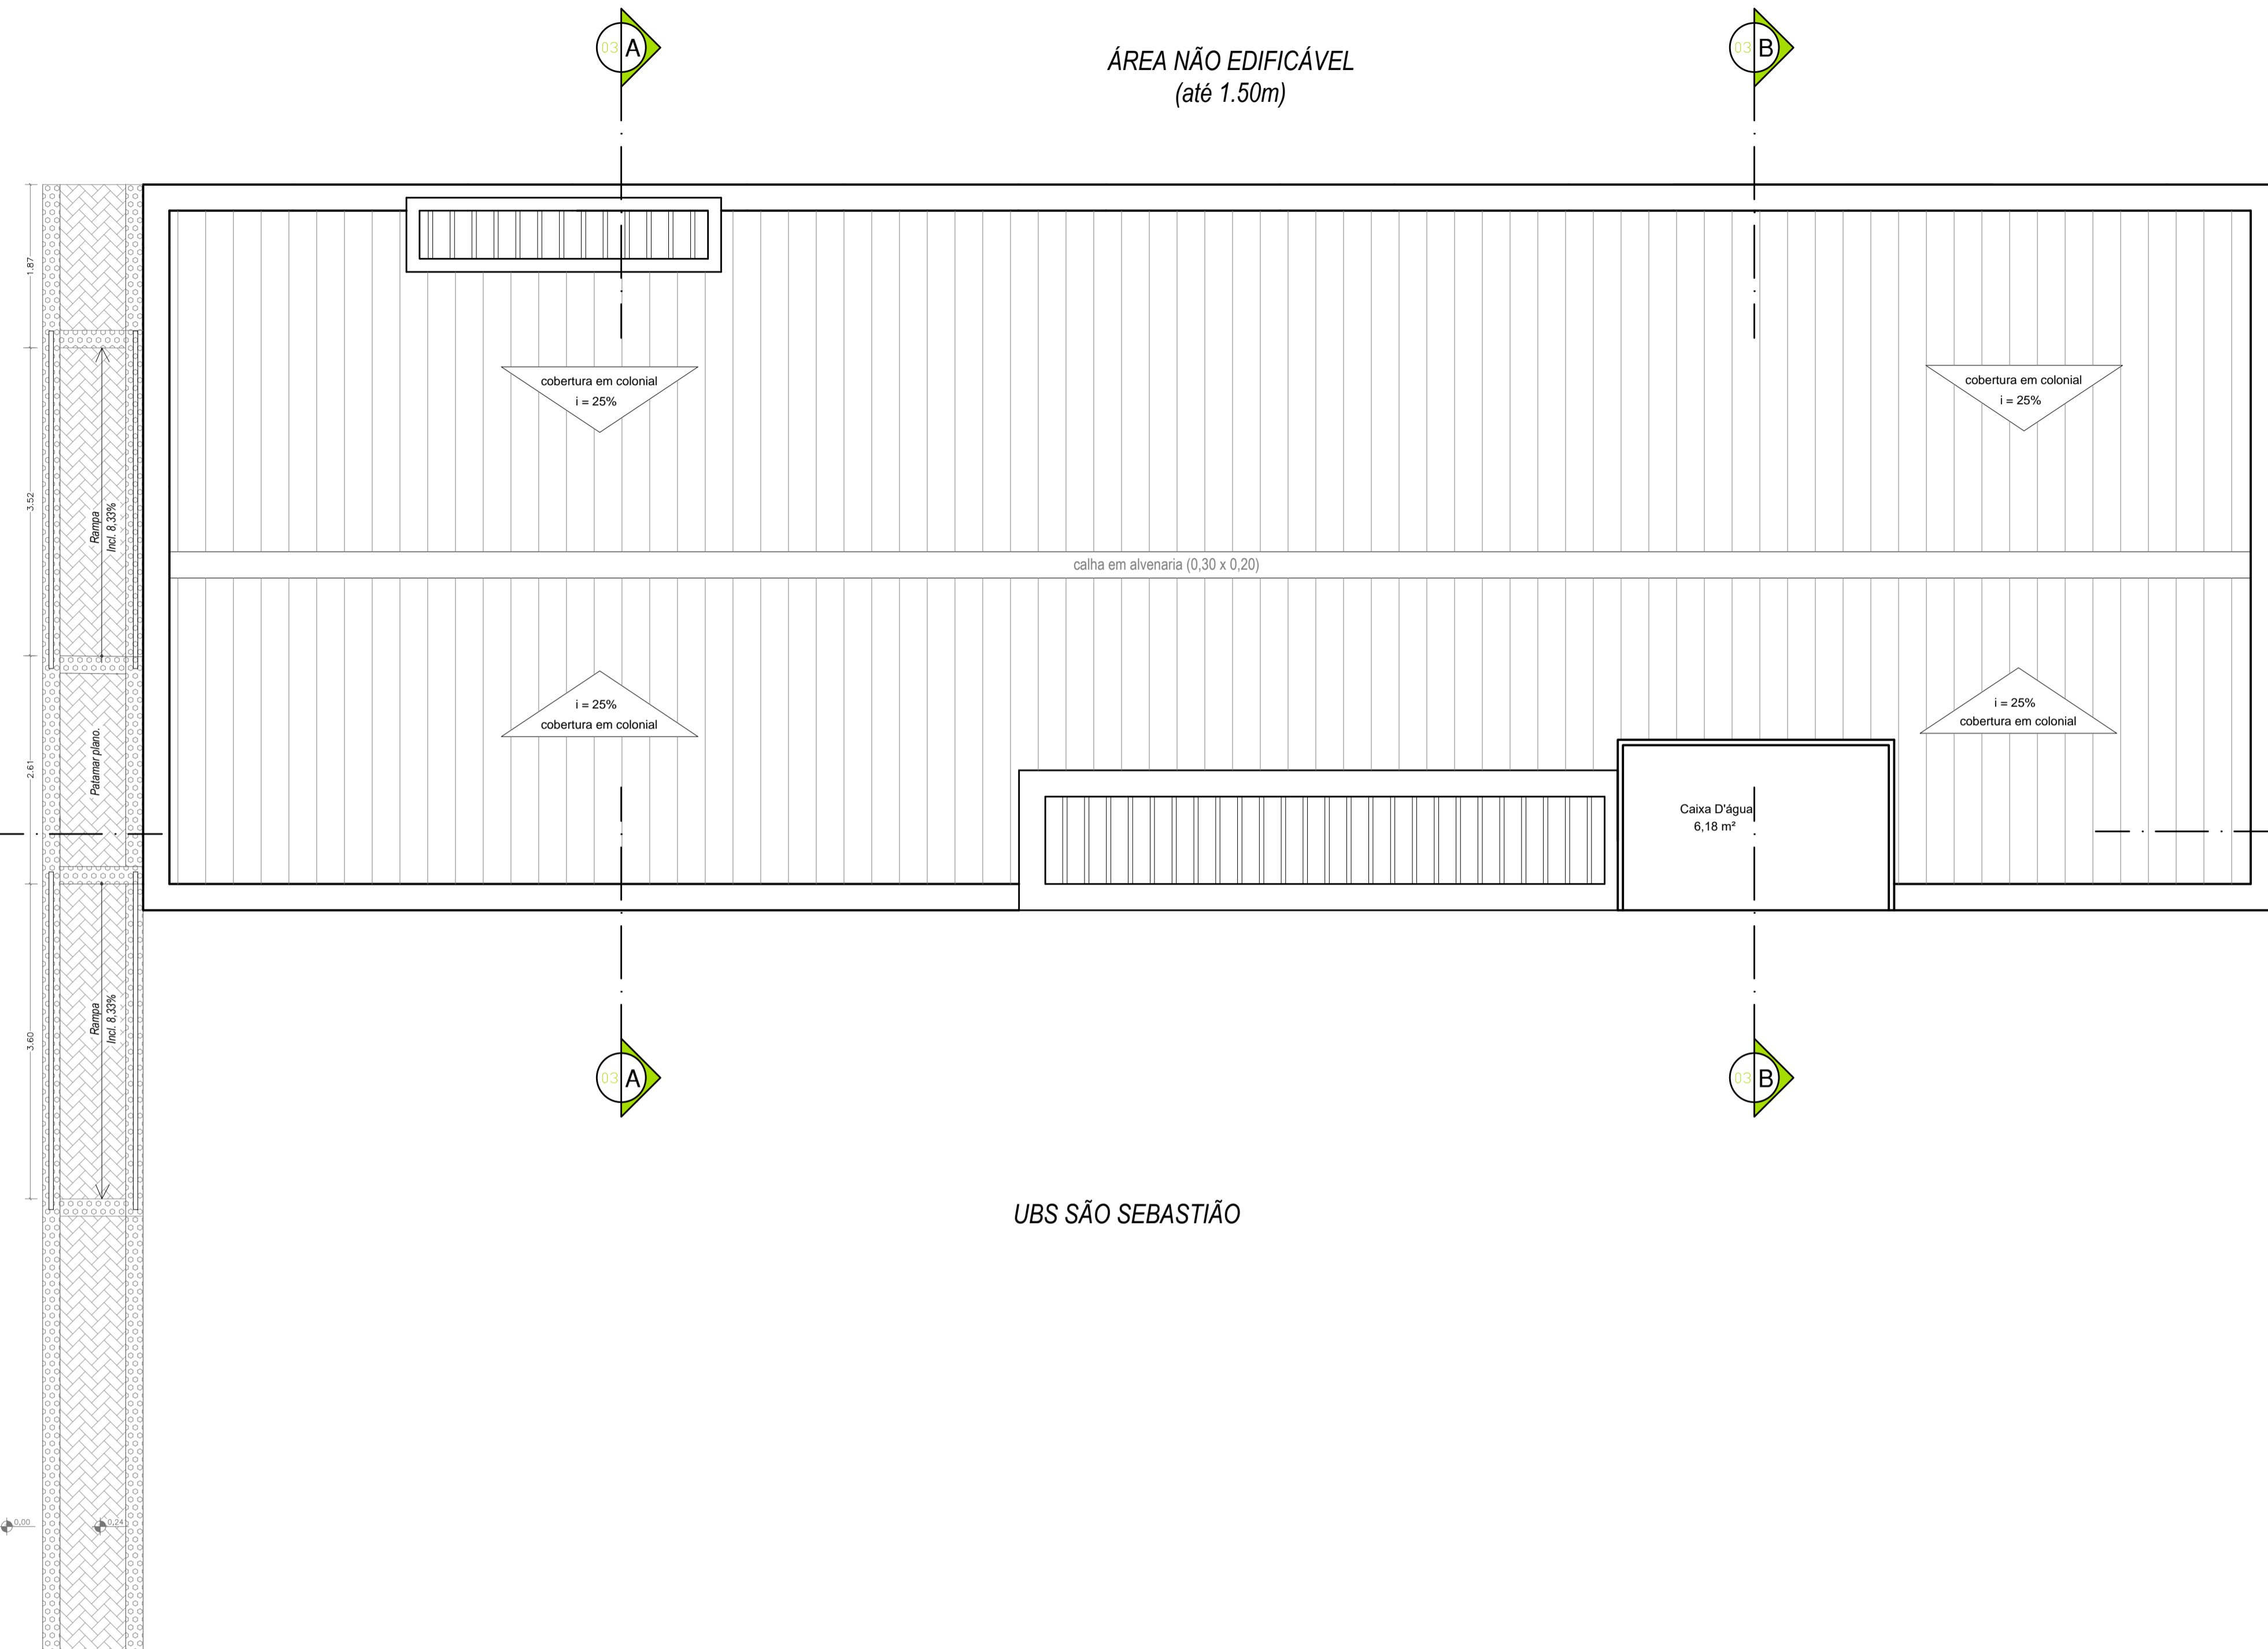 03 A
03 B
ÁREA NÃO EDIFICÁVEL
(até 1.50m)
1.87
3.52
2.61
3.60
Rampa
Incl. 8,33%
Patamar plano.
Rampa
Incl. 8,33%
cobertura em colonial
i = 25%
cobertura em colonial
i = 25%
calha em alvenaria (0,30 x 0,20)
i = 25%
cobertura em colonial
i = 25%
cobertura em colonial
Caixa D'água
6,18 m²
03 A
03 B
UBS SÃO SEBASTIÃO
0,00
0,24